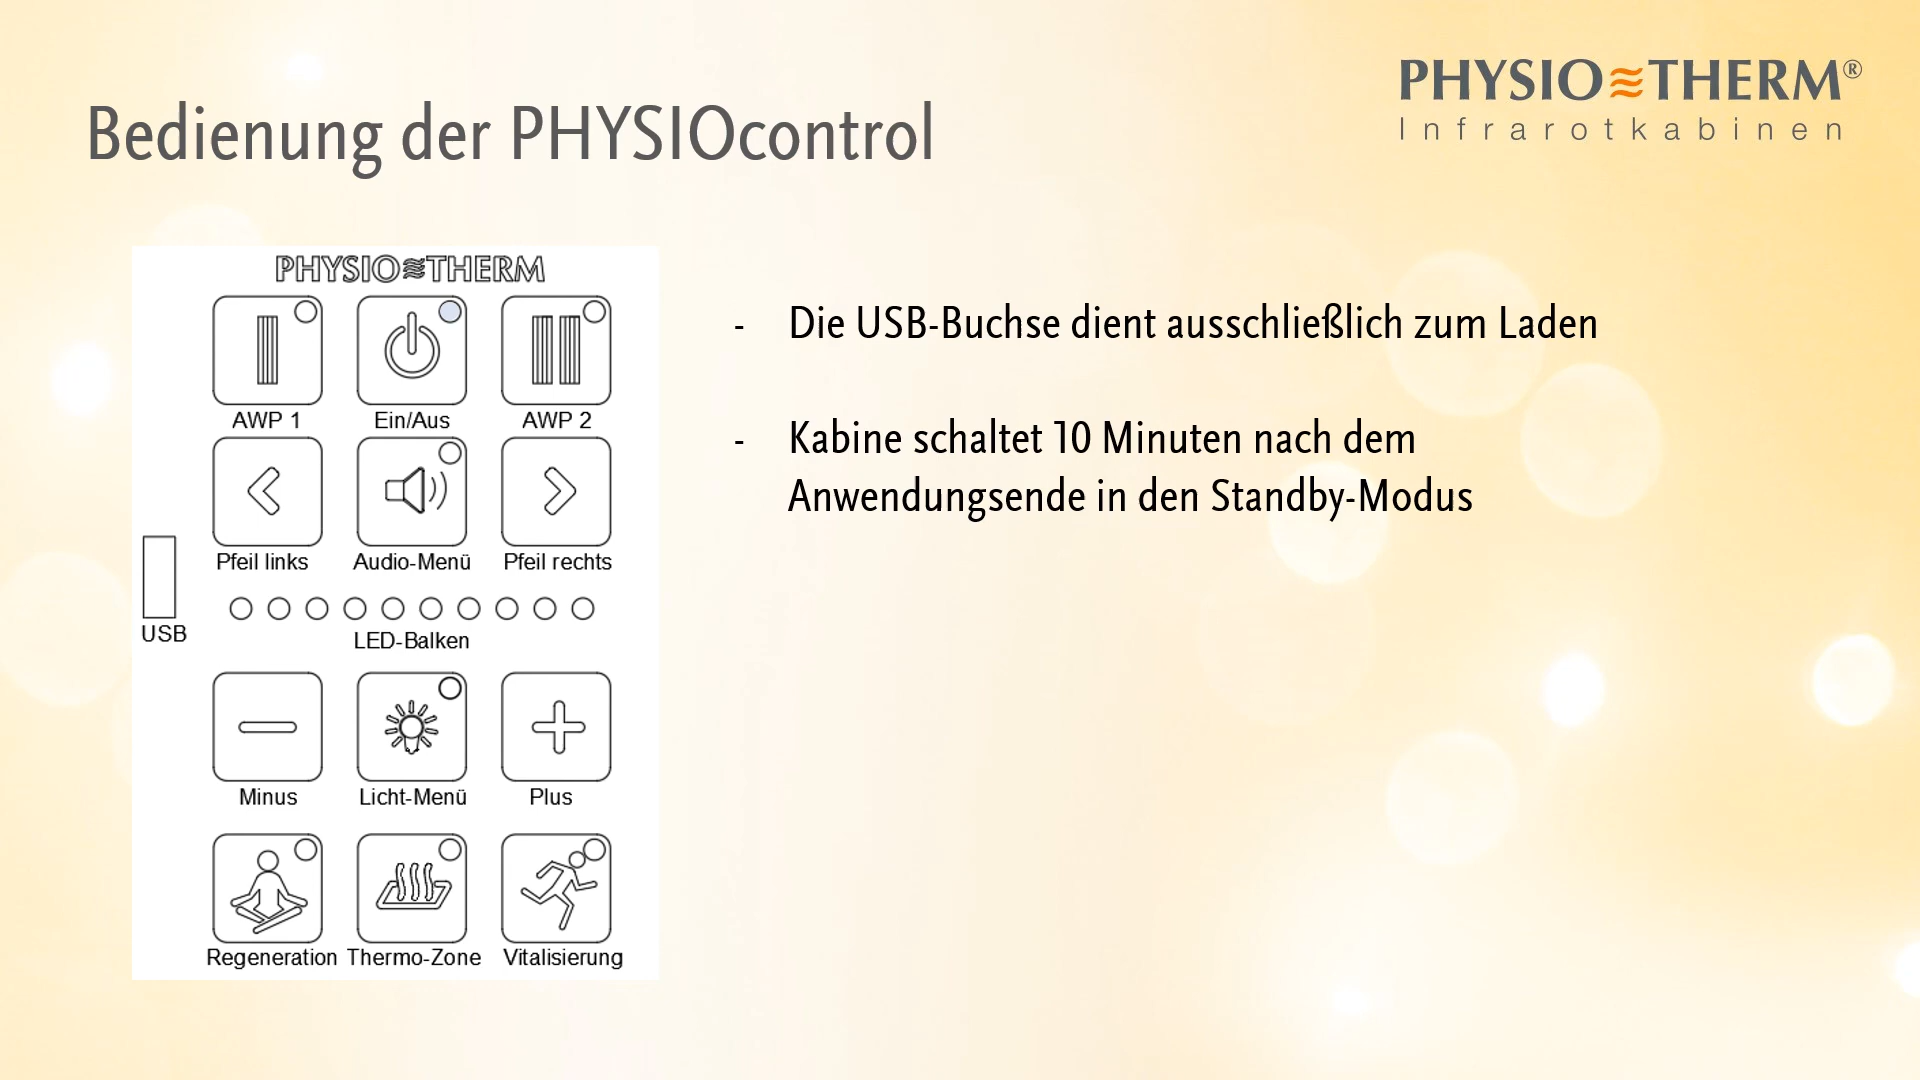 PHYSIO THERM®
Infrarotkabinen
Bedienung der PHYSIOcontrol
PHYSIO THERM
AWP 1 Ein/Aus AWP 2
Pfeil links Audio-Menü Pfeil rechts
USB
LED-Balken
Minus Licht-Menü Plus
Regeneration Thermo-Zone Vitalisierung
- Die USB-Buchse dient ausschließlich zum Laden
- Kabine schaltet 10 Minuten nach dem
Anwendungsende in den Standby-Modus